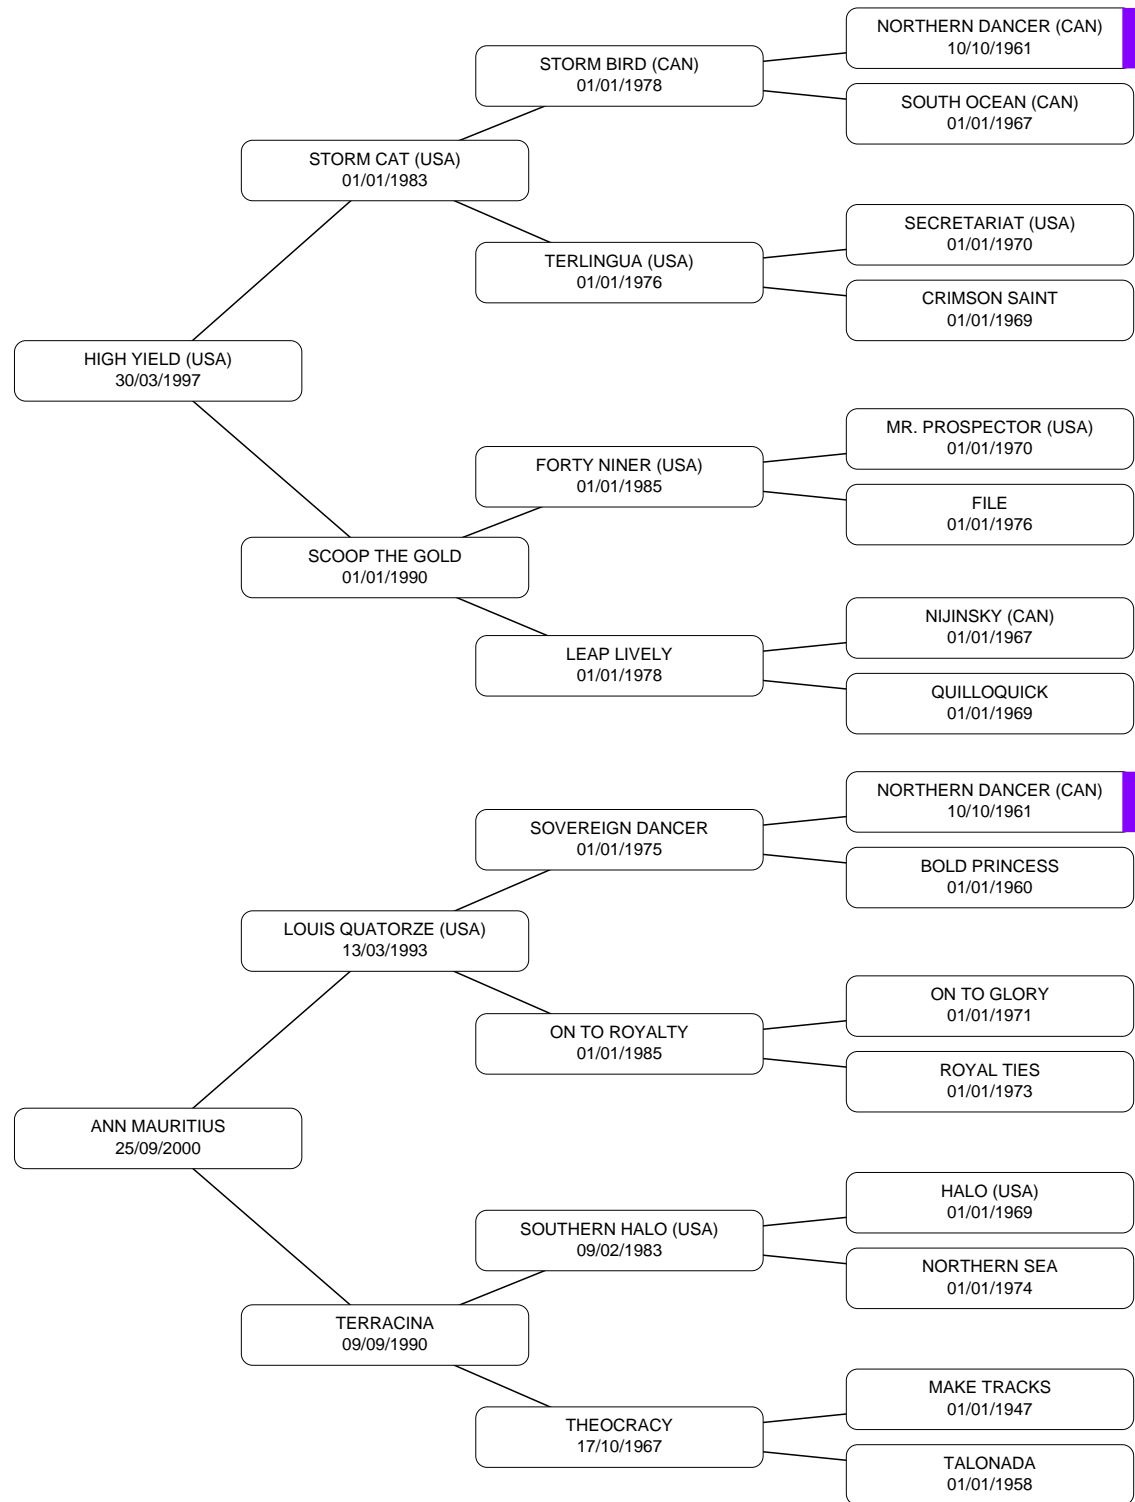 NORTHERN DANCER (CAN)
10/10/1961
STORM BIRD (CAN)
01/01/1978
SOUTH OCEAN (CAN)
01/01/1967
STORM CAT (USA)
01/01/1983
SECRETARIAT (USA)
01/01/1970
TERLINGUA (USA)
01/01/1976
CRIMSON SAINT
01/01/1969
HIGH YIELD (USA)
30/03/1997
MR. PROSPECTOR (USA)
01/01/1970
FORTY NINER (USA)
01/01/1985
FILE
01/01/1976
SCOOP THE GOLD
01/01/1990
NIJINSKY (CAN)
01/01/1967
LEAP LIVELY
01/01/1978
QUILLOQUICK
01/01/1969
NORTHERN DANCER (CAN)
10/10/1961
SOVEREIGN DANCER
01/01/1975
BOLD PRINCESS
01/01/1960
LOUIS QUATORZE (USA)
13/03/1993
ON TO GLORY
01/01/1971
ON TO ROYALTY
01/01/1985
ROYAL TIES
01/01/1973
ANN MAURITIUS
25/09/2000
HALO (USA)
01/01/1969
SOUTHERN HALO (USA)
09/02/1983
NORTHERN SEA
01/01/1974
TERRACINA
09/09/1990
MAKE TRACKS
01/01/1947
THEOCRACY
17/10/1967
TALONADA
01/01/1958